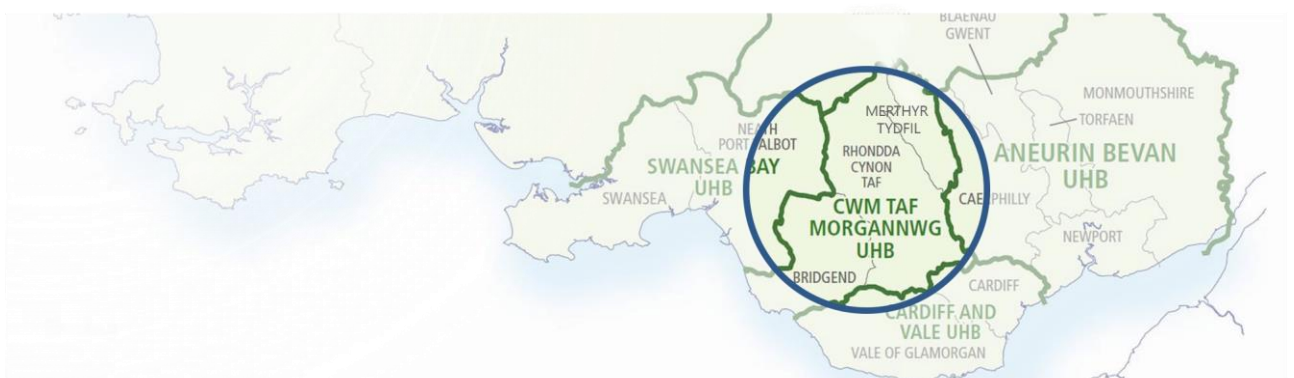 BLAENAU
GWENT
MONMOUTHSHIRE
MERTHYR
TYDFIL
TORFAEN
NEATH
PORT TALBOT
RHONDDA
CYNON
TAF
ANEURIN BEVAN
UHB
SWANSEA BAY
UHB
SWANSEA
CAERPHILLY
CWM TAF
MORGANNWG
UHB
NEWPORT
BRIDGEND
CARDIFF
CARDIFF AND
VALE UHB
VALE OF GLAMORGAN